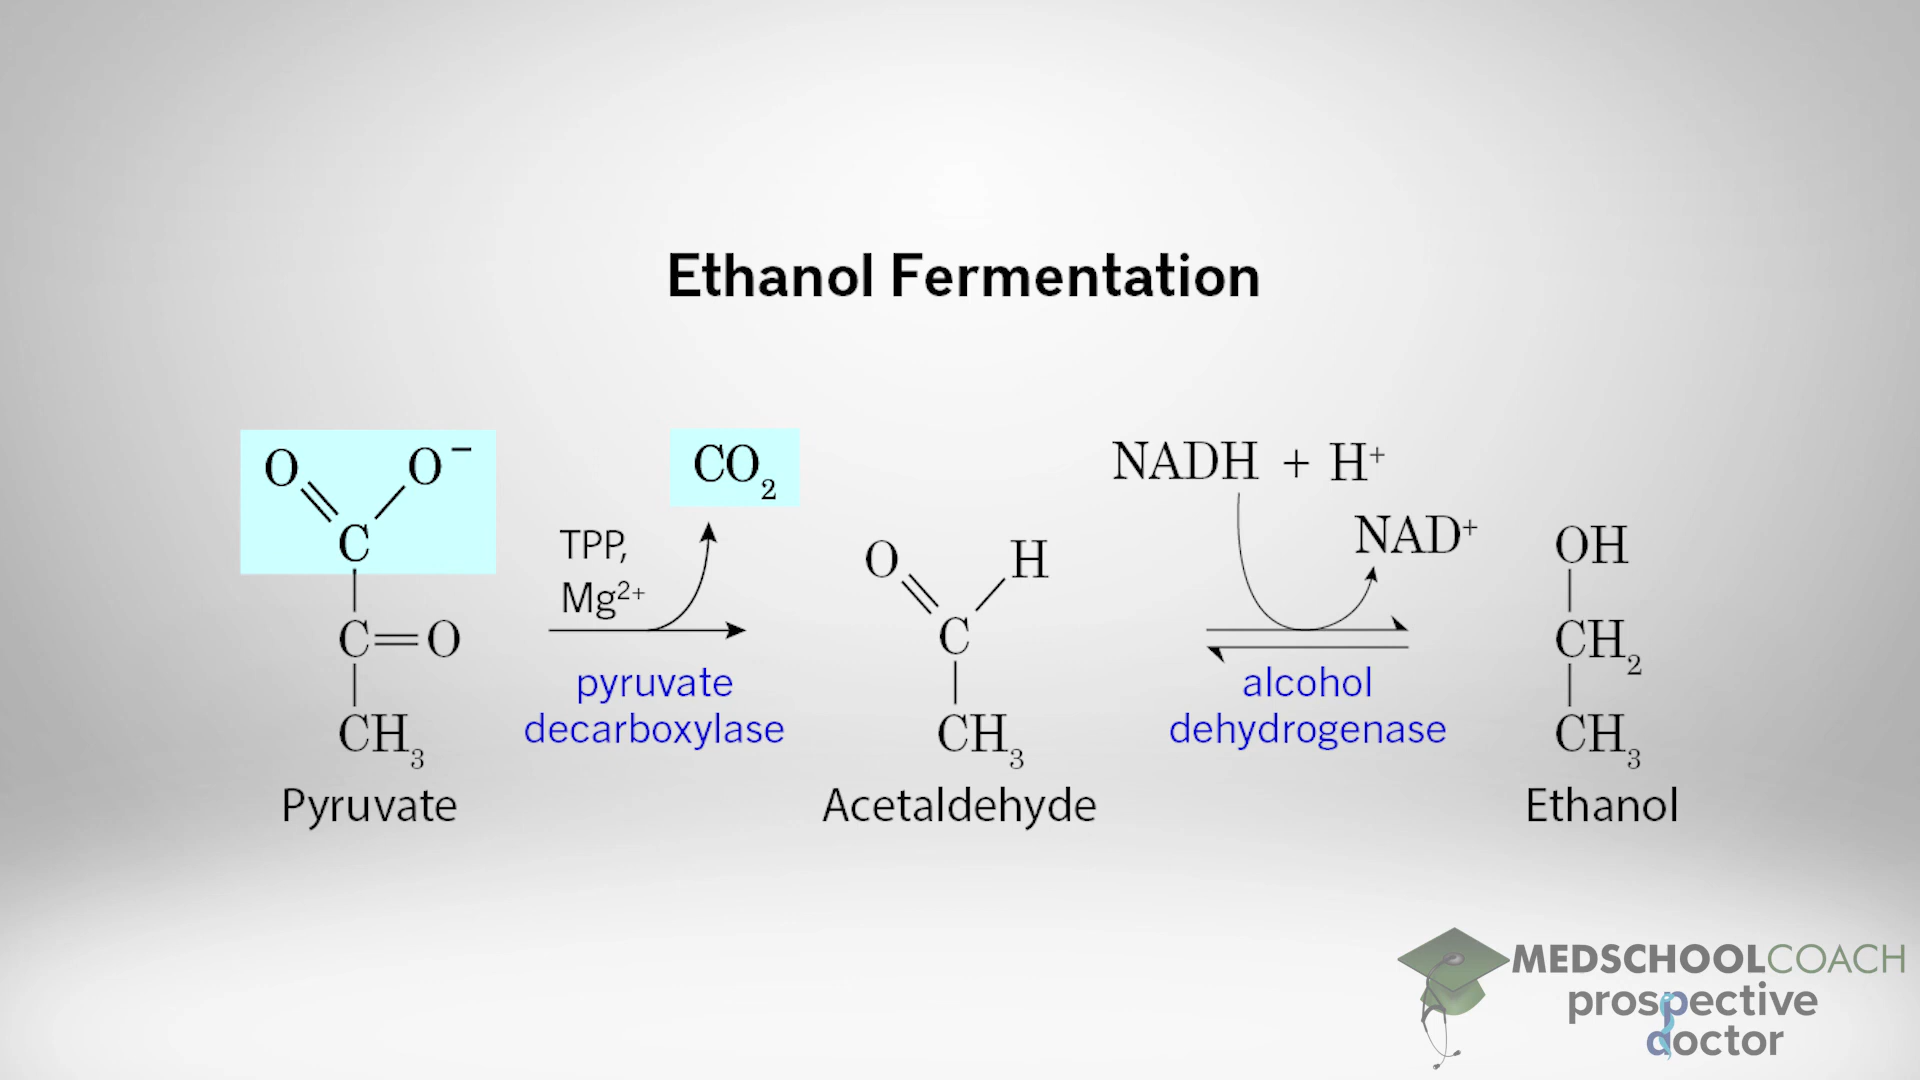 Ethanol Fermentation
O O⁻
C
C=O
CH₃
Pyruvate
TPP,
Mg²⁺
CO₂
pyruvate
decarboxylase
O H
C
CH₃
Acetaldehyde
NADH + H⁺
NAD⁺
alcohol
dehydrogenase
OH
CH₂
CH₃
Ethanol
MEDSCHOOLCOACH
prospective
doctor